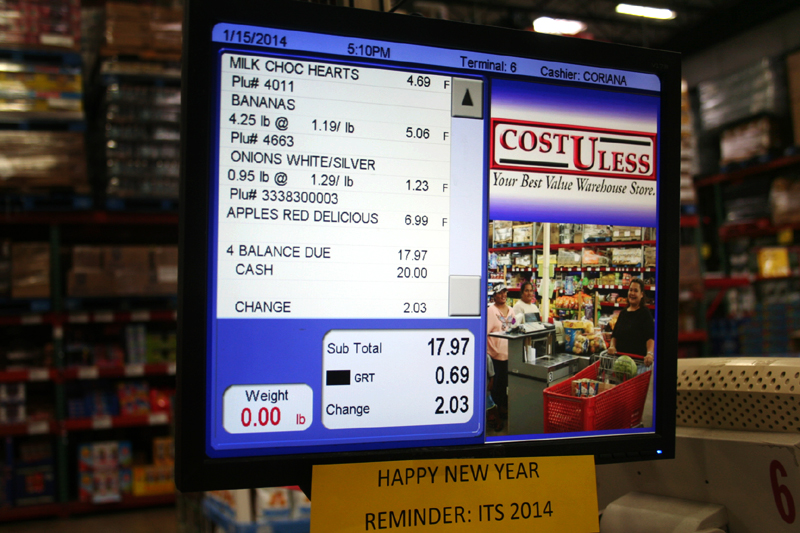 1/15/2014 5:10PM Terminal: 6 Cashier: CORIANA
MILK CHOC HEARTS 4.69 F
Plu# 4011
BANANAS
4.25 lb @ 1.19/ lb 5.06 F
Plu# 4663
ONIONS WHITE/SILVER
0.95 lb @ 1.29/ lb 1.23 F
Plu# 3338300003
APPLES RED DELICIOUS 6.99 F
4 BALANCE DUE 17.97
CASH 20.00
CHANGE 2.03
Sub Total 17.97
GRT 0.69
Change 2.03
Weight
0.00 lb
COST U LESS
Your Best Value Warehouse Store.
HAPPY NEW YEAR
REMINDER: ITS 2014
6